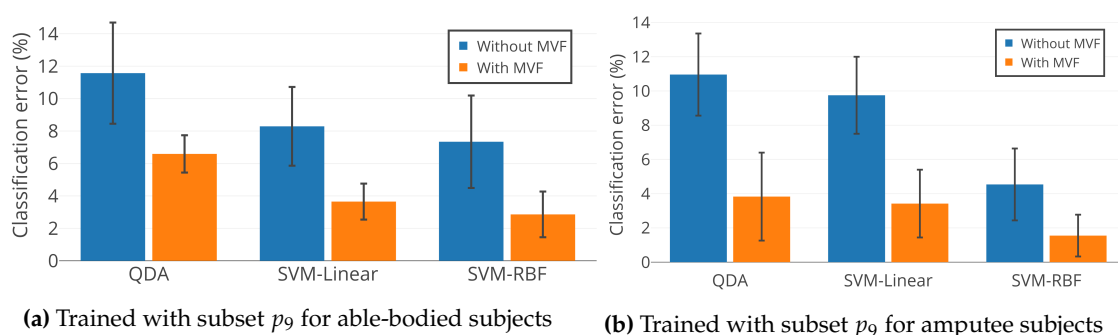 Classification error (%)
14
12
10
8
6
4
2
0
Without MVF
With MVF
QDA
SVM-Linear
SVM-RBF
(a) Trained with subset p9 for able-bodied subjects
Classification error (%)
14
12
10
8
6
4
2
0
Without MVF
With MVF
QDA
SVM-Linear
SVM-RBF
(b) Trained with subset p9 for amputee subjects